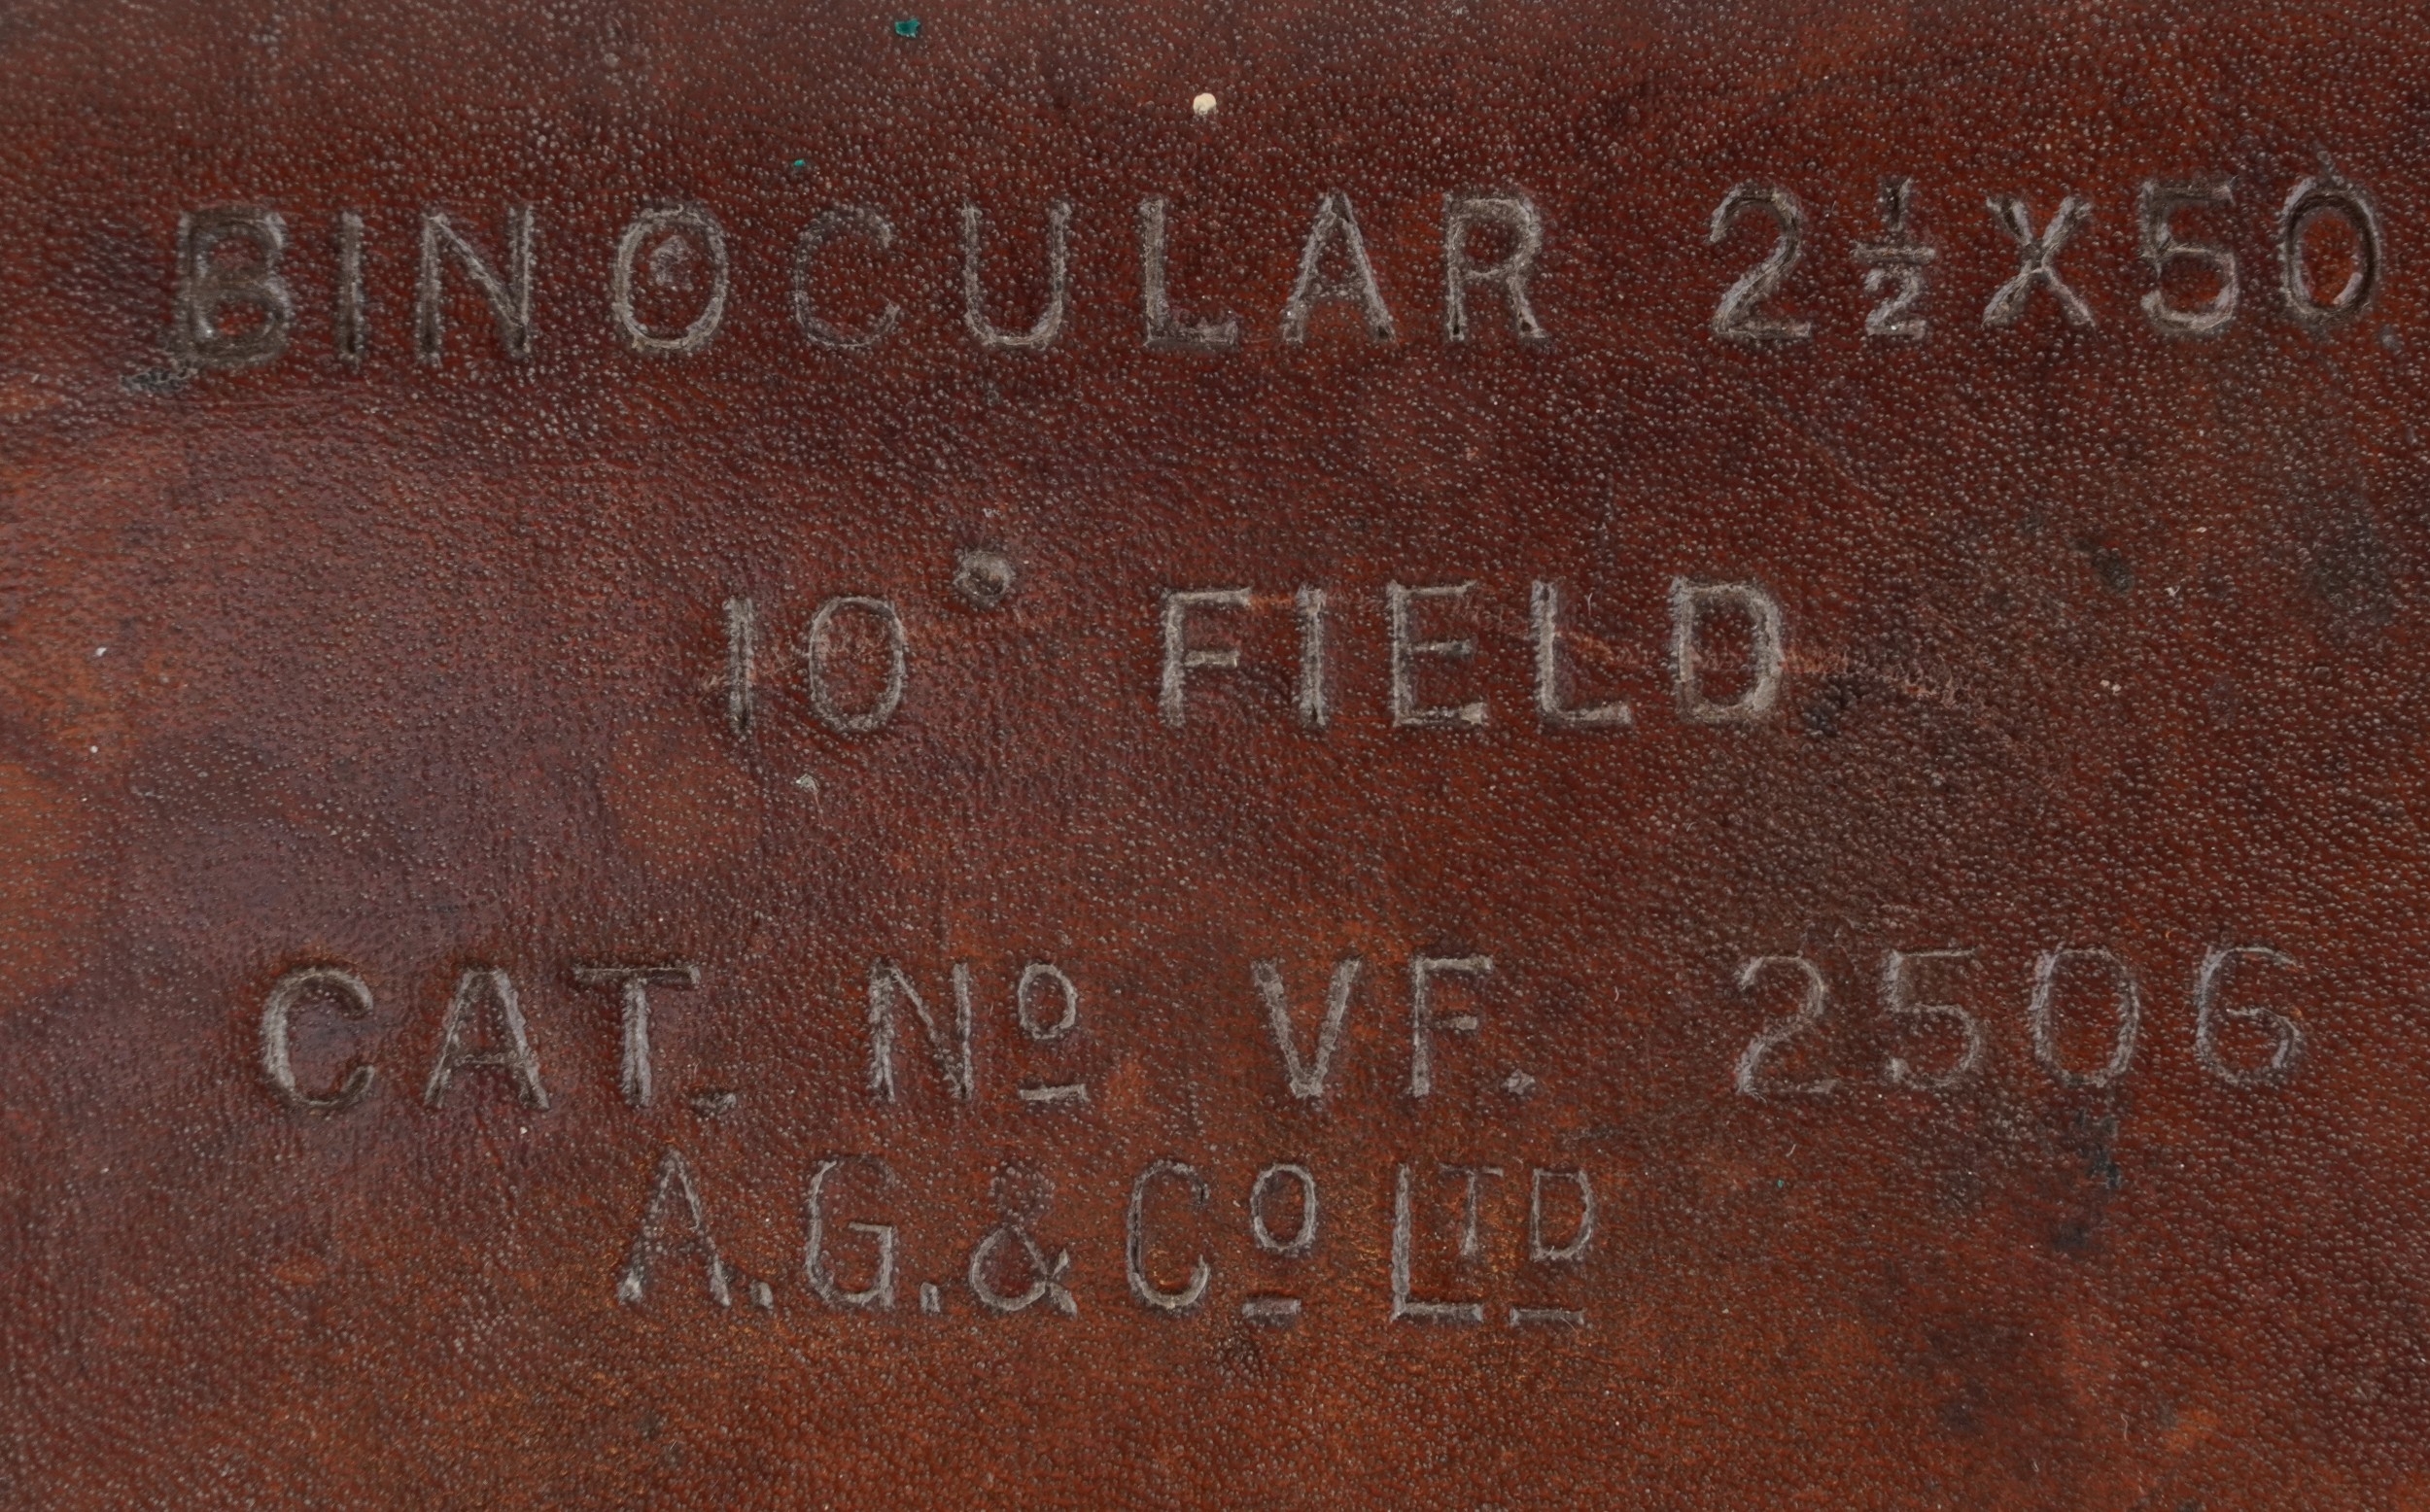 BINOCULAR 2½X50
10° FIELD
CAT. Nº VF. 2506
A.G.&Cº LTD